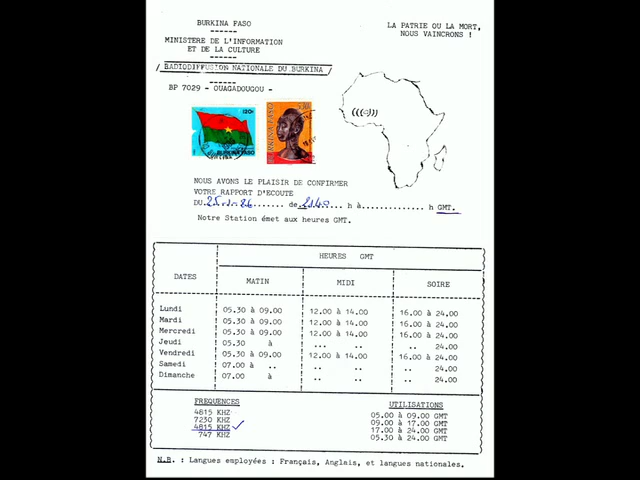 BURKINA FASO
LA PATRIE OU LA MORT,
NOUS VAINCRONS !
MINISTERE DE L'INFORMATION
ET DE LA CULTURE
/ RADIODIFFUSION NATIONALE DU BURKINA /
BP 7029 - OUAGADOUGOU -
120F
BURKINA FASO
BURKINA FASO
NOUS AVONS LE PLAISIR DE CONFIRMER
VOTRE RAPPORT D'ECOUTE
DU. 25.1.86 ....... de .2140 .... h à.............. h GMT.
Notre Station émet aux heures GMT.
HEURES GMT
DATES MATIN MIDI SOIRE
Lundi 05.30 à 09.00 12.00 à 14.00 16.00 à 24.00
Mardi 05.30 à 09.00 12.00 à 14.00 16.00 à 24.00
Mercredi 05.30 à 09.00 12.00 à 14.00 16.00 à 24.00
Jeudi 05.30 à ... .. .. 24.00
Vendredi 05.30 à 09.00 12.00 à 14.00 16.00 à 24.00
Samedi 07.00 à .. .. .. .. 24.00
Dimanche 07.00 à .. .. .. 24.00
FREQUENCES UTILISATIONS
4815 KHZ 05.00 à 09.00 GMT
7230 KHZ 09.00 à 17.00 GMT
4815 KHZ 17.00 à 24.00 GMT
747 KHZ 05.30 à 24.00 GMT
N.B. : Langues employées : Français, Anglais, et langues nationales.